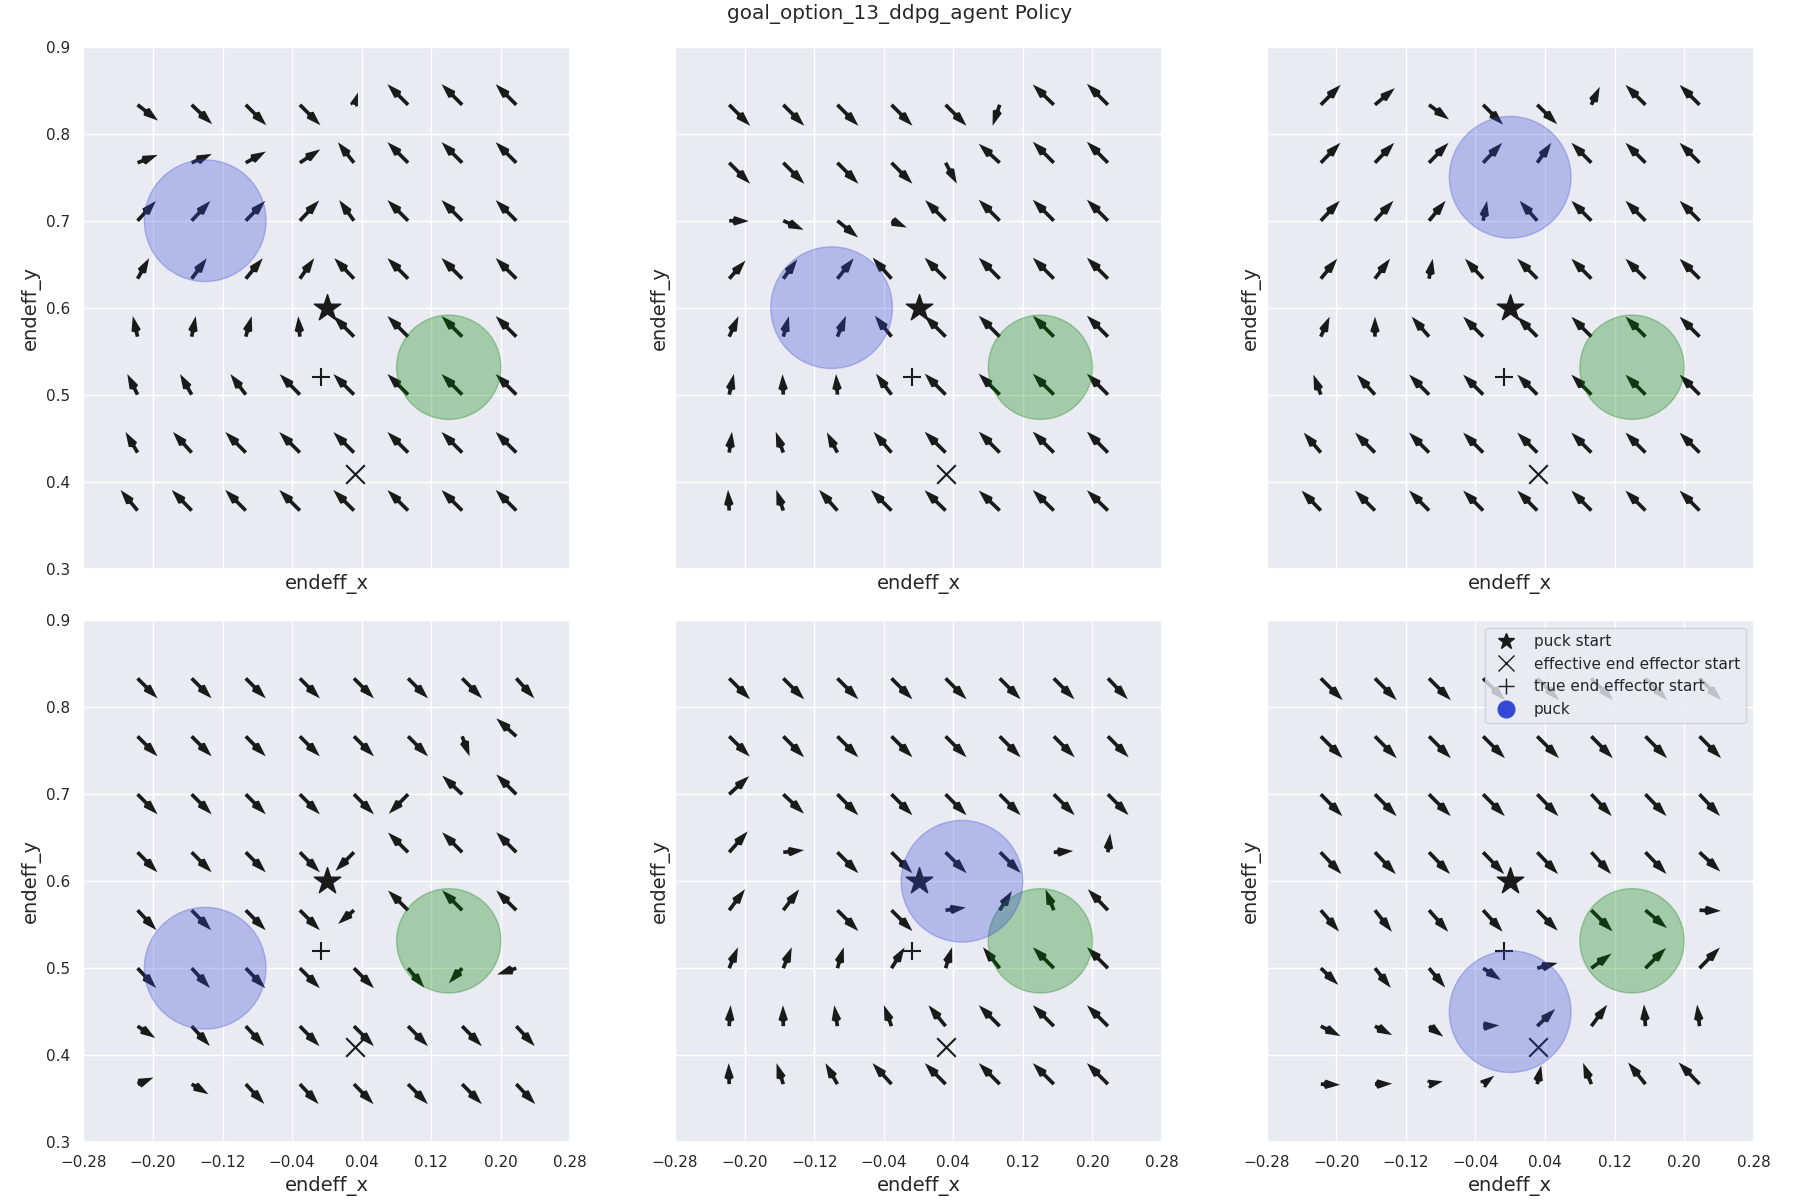 goal_option_13_ddpg_agent Policy
0.9
0.8
0.7
0.6
0.5
0.4
0.3
endeff_y
endeff_x
endeff_y
endeff_x
endeff_y
endeff_x
0.9
0.8
0.7
0.6
0.5
0.4
0.3
endeff_y
−0.28 −0.20 −0.12 −0.04 0.04 0.12 0.20 0.28
endeff_x
endeff_y
−0.28 −0.20 −0.12 −0.04 0.04 0.12 0.20 0.28
endeff_x
puck start
effective end effector start
true end effector start
puck
endeff_y
−0.28 −0.20 −0.12 −0.04 0.04 0.12 0.20 0.28
endeff_x